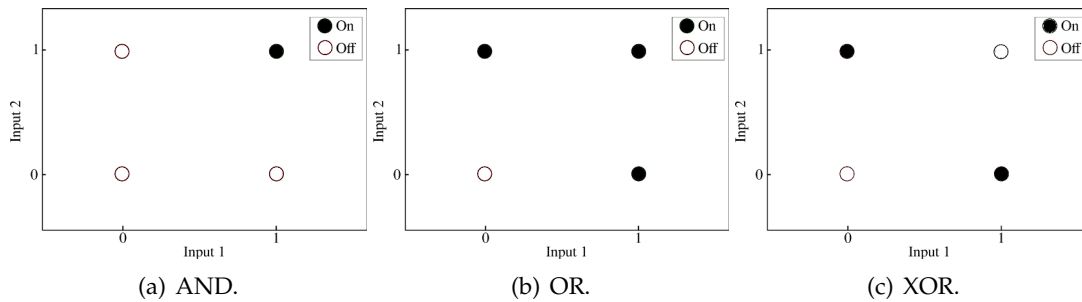 On
Off
1
0
Input 2
0
1
Input 1
(a) AND.
On
Off
1
0
Input 2
0
1
Input 1
(b) OR.
On
Off
1
0
Input 2
0
1
Input 1
(c) XOR.